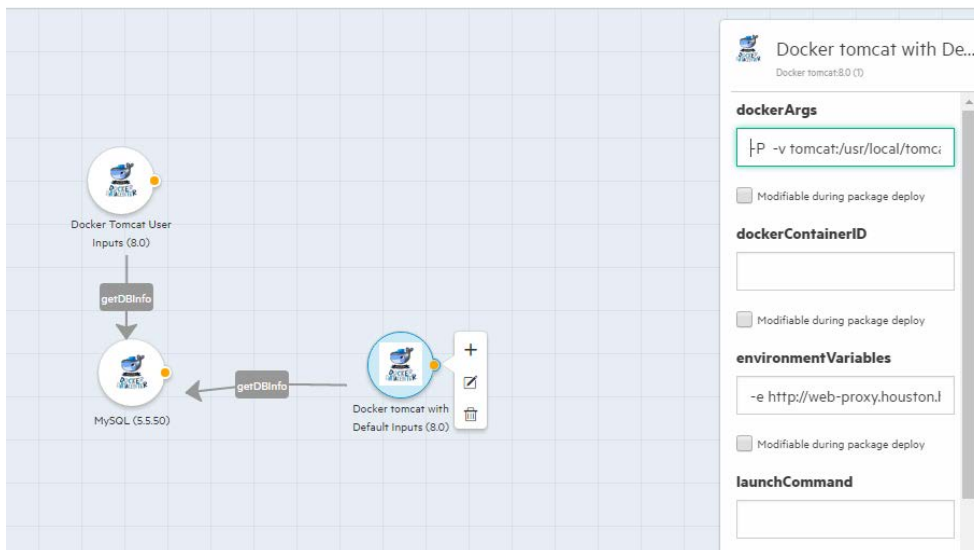 Docker Tomcat User
Inputs (8.0)
getDBInfo
MySQL (5.5.50)
getDBInfo
Docker tomcat with
Default Inputs (8.0)
Docker tomcat with De...
Docker tomcat:8.0 (1)
dockerArgs
-P -v tomcat:/usr/local/tomca
Modifiable during package deploy
dockerContainerID
Modifiable during package deploy
environmentVariables
-e http://web-proxy.houston.h
Modifiable during package deploy
launchCommand